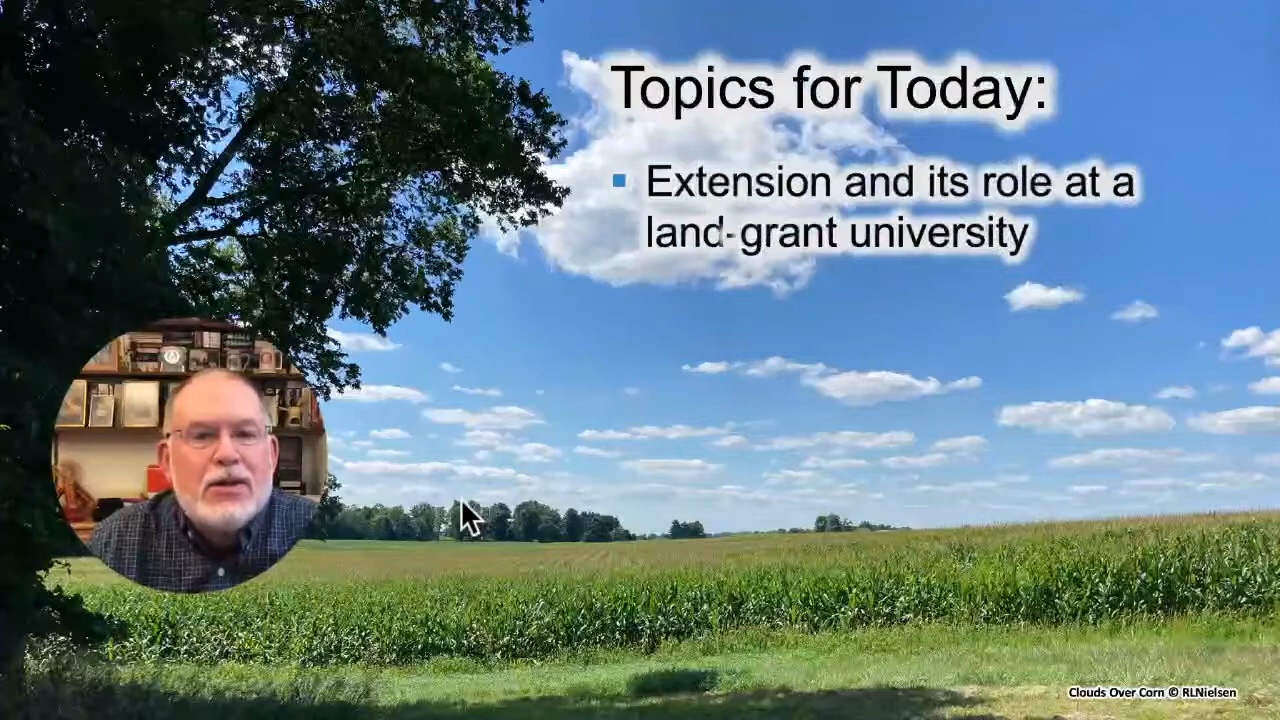 Topics for Today:
Extension and its role at a
land-grant university
Clouds Over Corn © RLNielsen